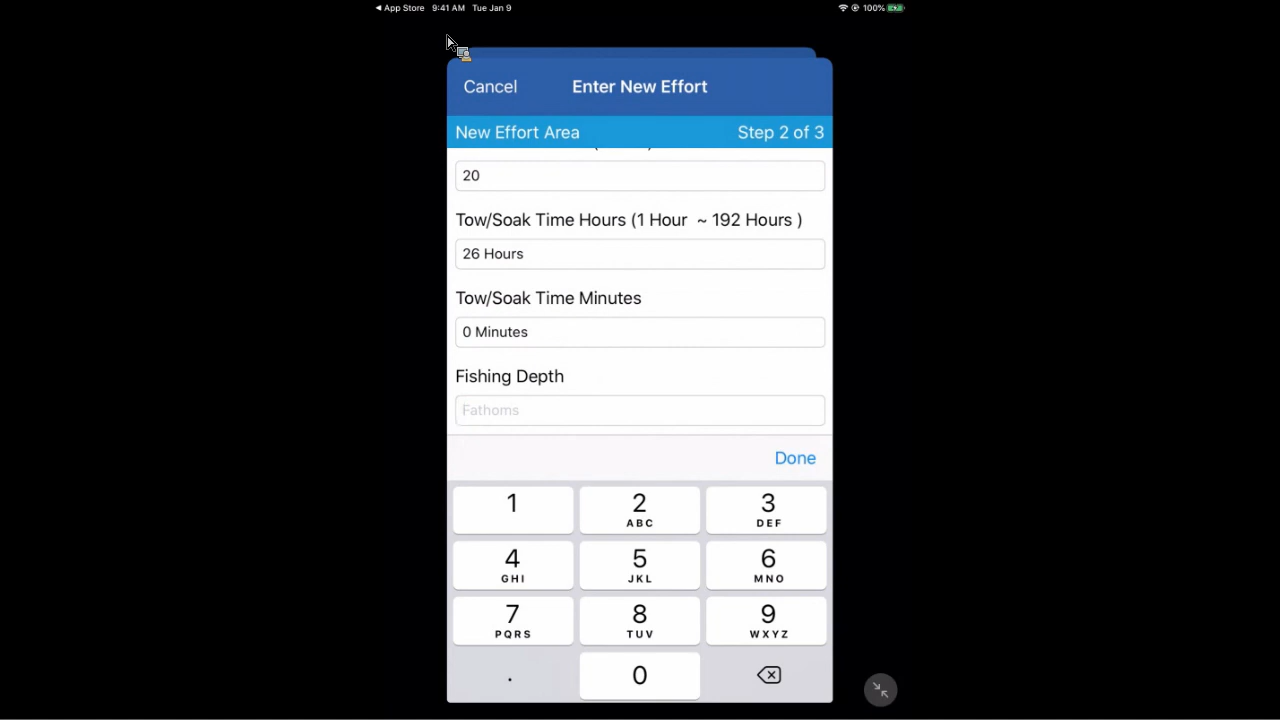 ◀ App Store 9:41 AM Tue Jan 9 100%
Cancel Enter New Effort
New Effort Area Step 2 of 3
20
Tow/Soak Time Hours (1 Hour ~ 192 Hours )
26 Hours
Tow/Soak Time Minutes
0 Minutes
Fishing Depth
Fathoms
Done
1 2 3
ABC DEF
4 5 6
GHI JKL MNO
7 8 9
PQRS TUV WXYZ
. 0